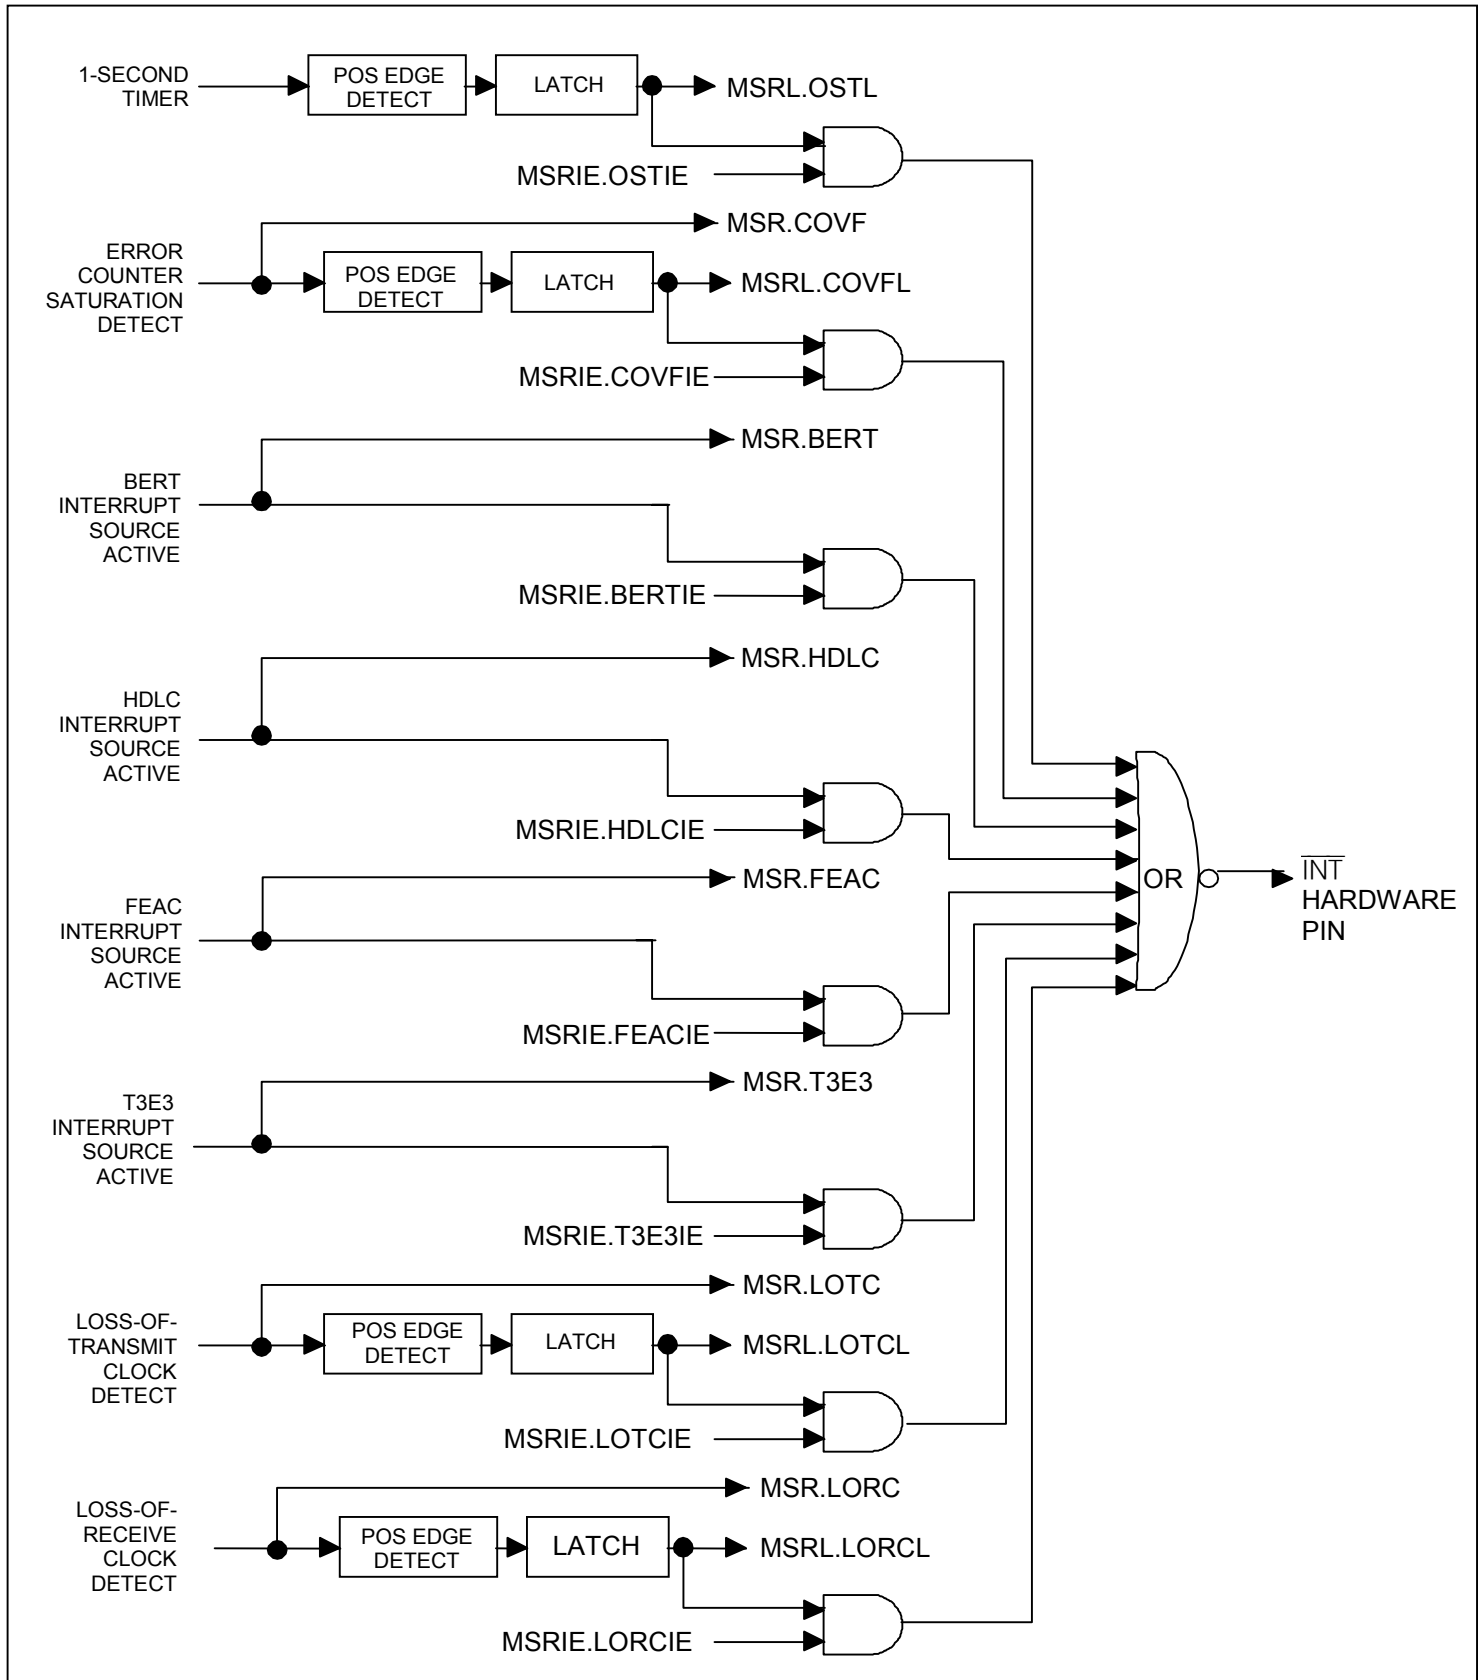 1-SECOND
TIMER
POS EDGE
DETECT
LATCH
MSRL.OSTL
MSRIE.OSTIE
MSR.COVF
ERROR
COUNTER
SATURATION
DETECT
POS EDGE
DETECT
LATCH
MSRL.COVFL
MSRIE.COVFIE
MSR.BERT
BERT
INTERRUPT
SOURCE
ACTIVE
MSRIE.BERTIE
MSR.HDLC
HDLC
INTERRUPT
SOURCE
ACTIVE
MSRIE.HDLCIE
MSR.FEAC
FEAC
INTERRUPT
SOURCE
ACTIVE
MSRIE.FEACIE
OR
INT
HARDWARE
PIN
MSR.T3E3
T3E3
INTERRUPT
SOURCE
ACTIVE
MSRIE.T3E3IE
MSR.LOTC
LOSS-OF-
TRANSMIT
CLOCK
DETECT
POS EDGE
DETECT
LATCH
MSRL.LOTCL
MSRIE.LOTCIE
MSR.LORC
LOSS-OF-
RECEIVE
CLOCK
DETECT
POS EDGE
DETECT
LATCH
MSRL.LORCL
MSRIE.LORCIE